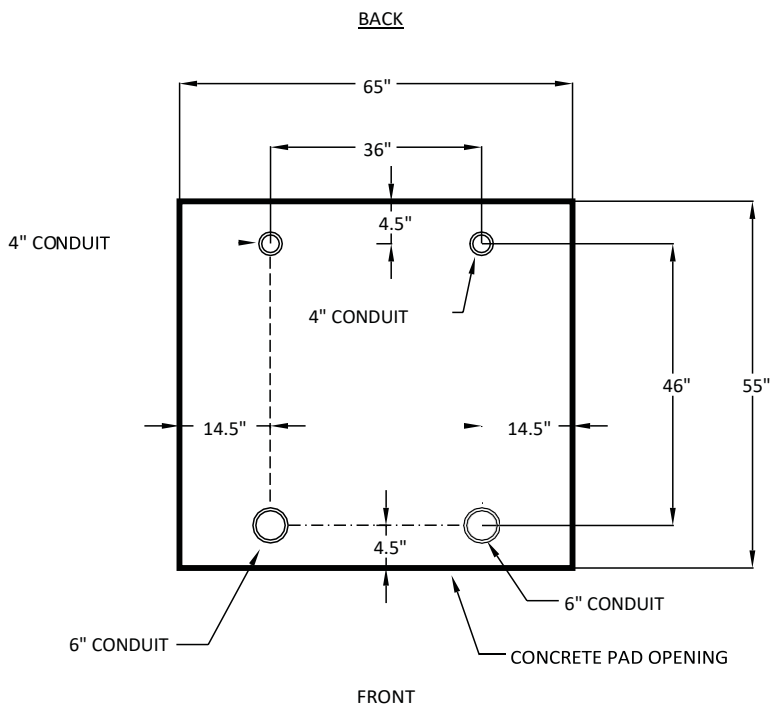 BACK
65"
36"
4.5"
4" CONDUIT
4" CONDUIT
46"
55"
14.5"
14.5"
4.5"
6" CONDUIT
6" CONDUIT
CONCRETE PAD OPENING
FRONT